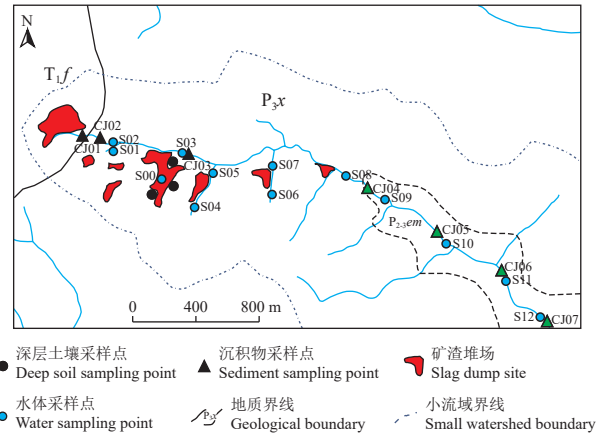 N
T₁f
P₃x
CJ02
CJ01
S02
S01
S03
CJ03
S00
S05
S04
S07
S06
S08
CJ04
S09
P₂₋₃em
CJ05
S10
CJ06
S11
S12
CJ07
0 400 800 m
深层土壤采样点
Deep soil sampling point
沉积物采样点
Sediment sampling point
矿渣堆场
Slag dump site
水体采样点
Water sampling point
P₃x
地质界线
Geological boundary
小流域界线
Small watershed boundary